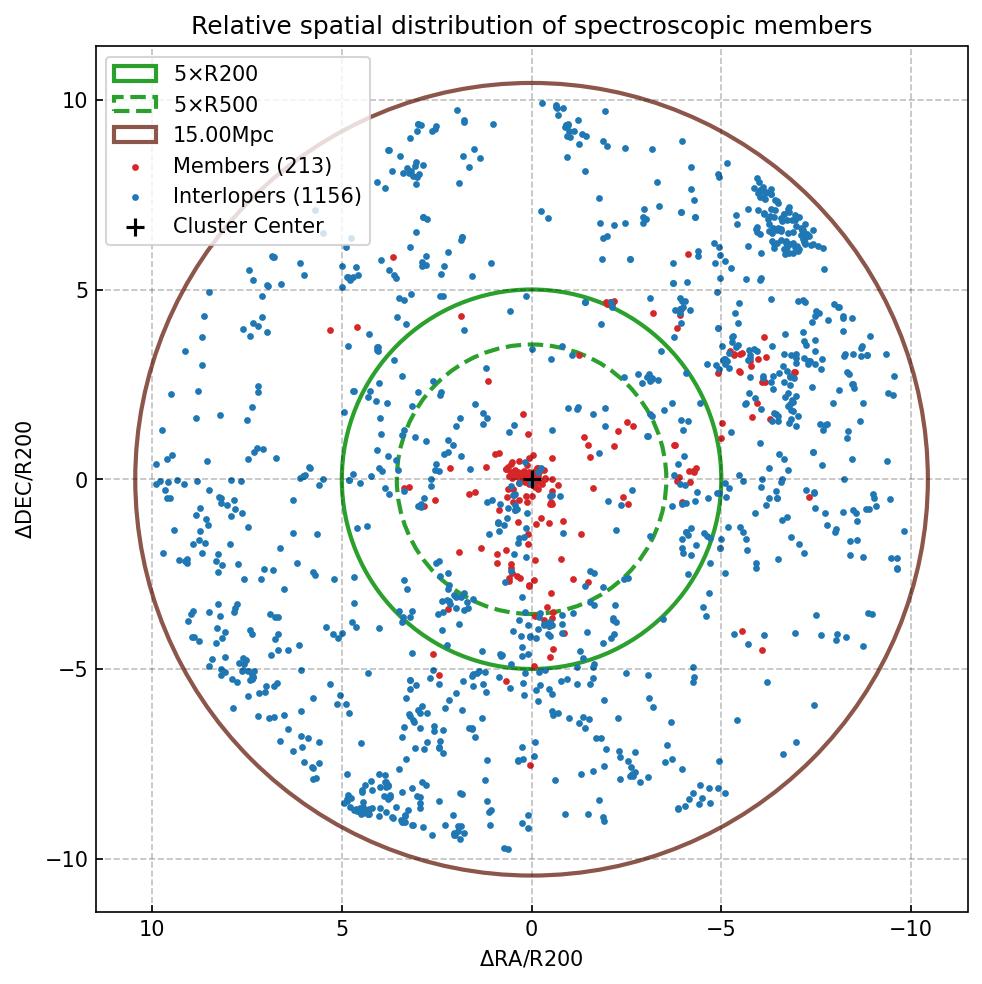 Relative spatial distribution of spectroscopic members
5×R200
5×R500
15.00Mpc
Members (213)
Interlopers (1156)
Cluster Center
10
5
0
−5
−10
ΔDEC/R200
10
5
0
−5
−10
ΔRA/R200